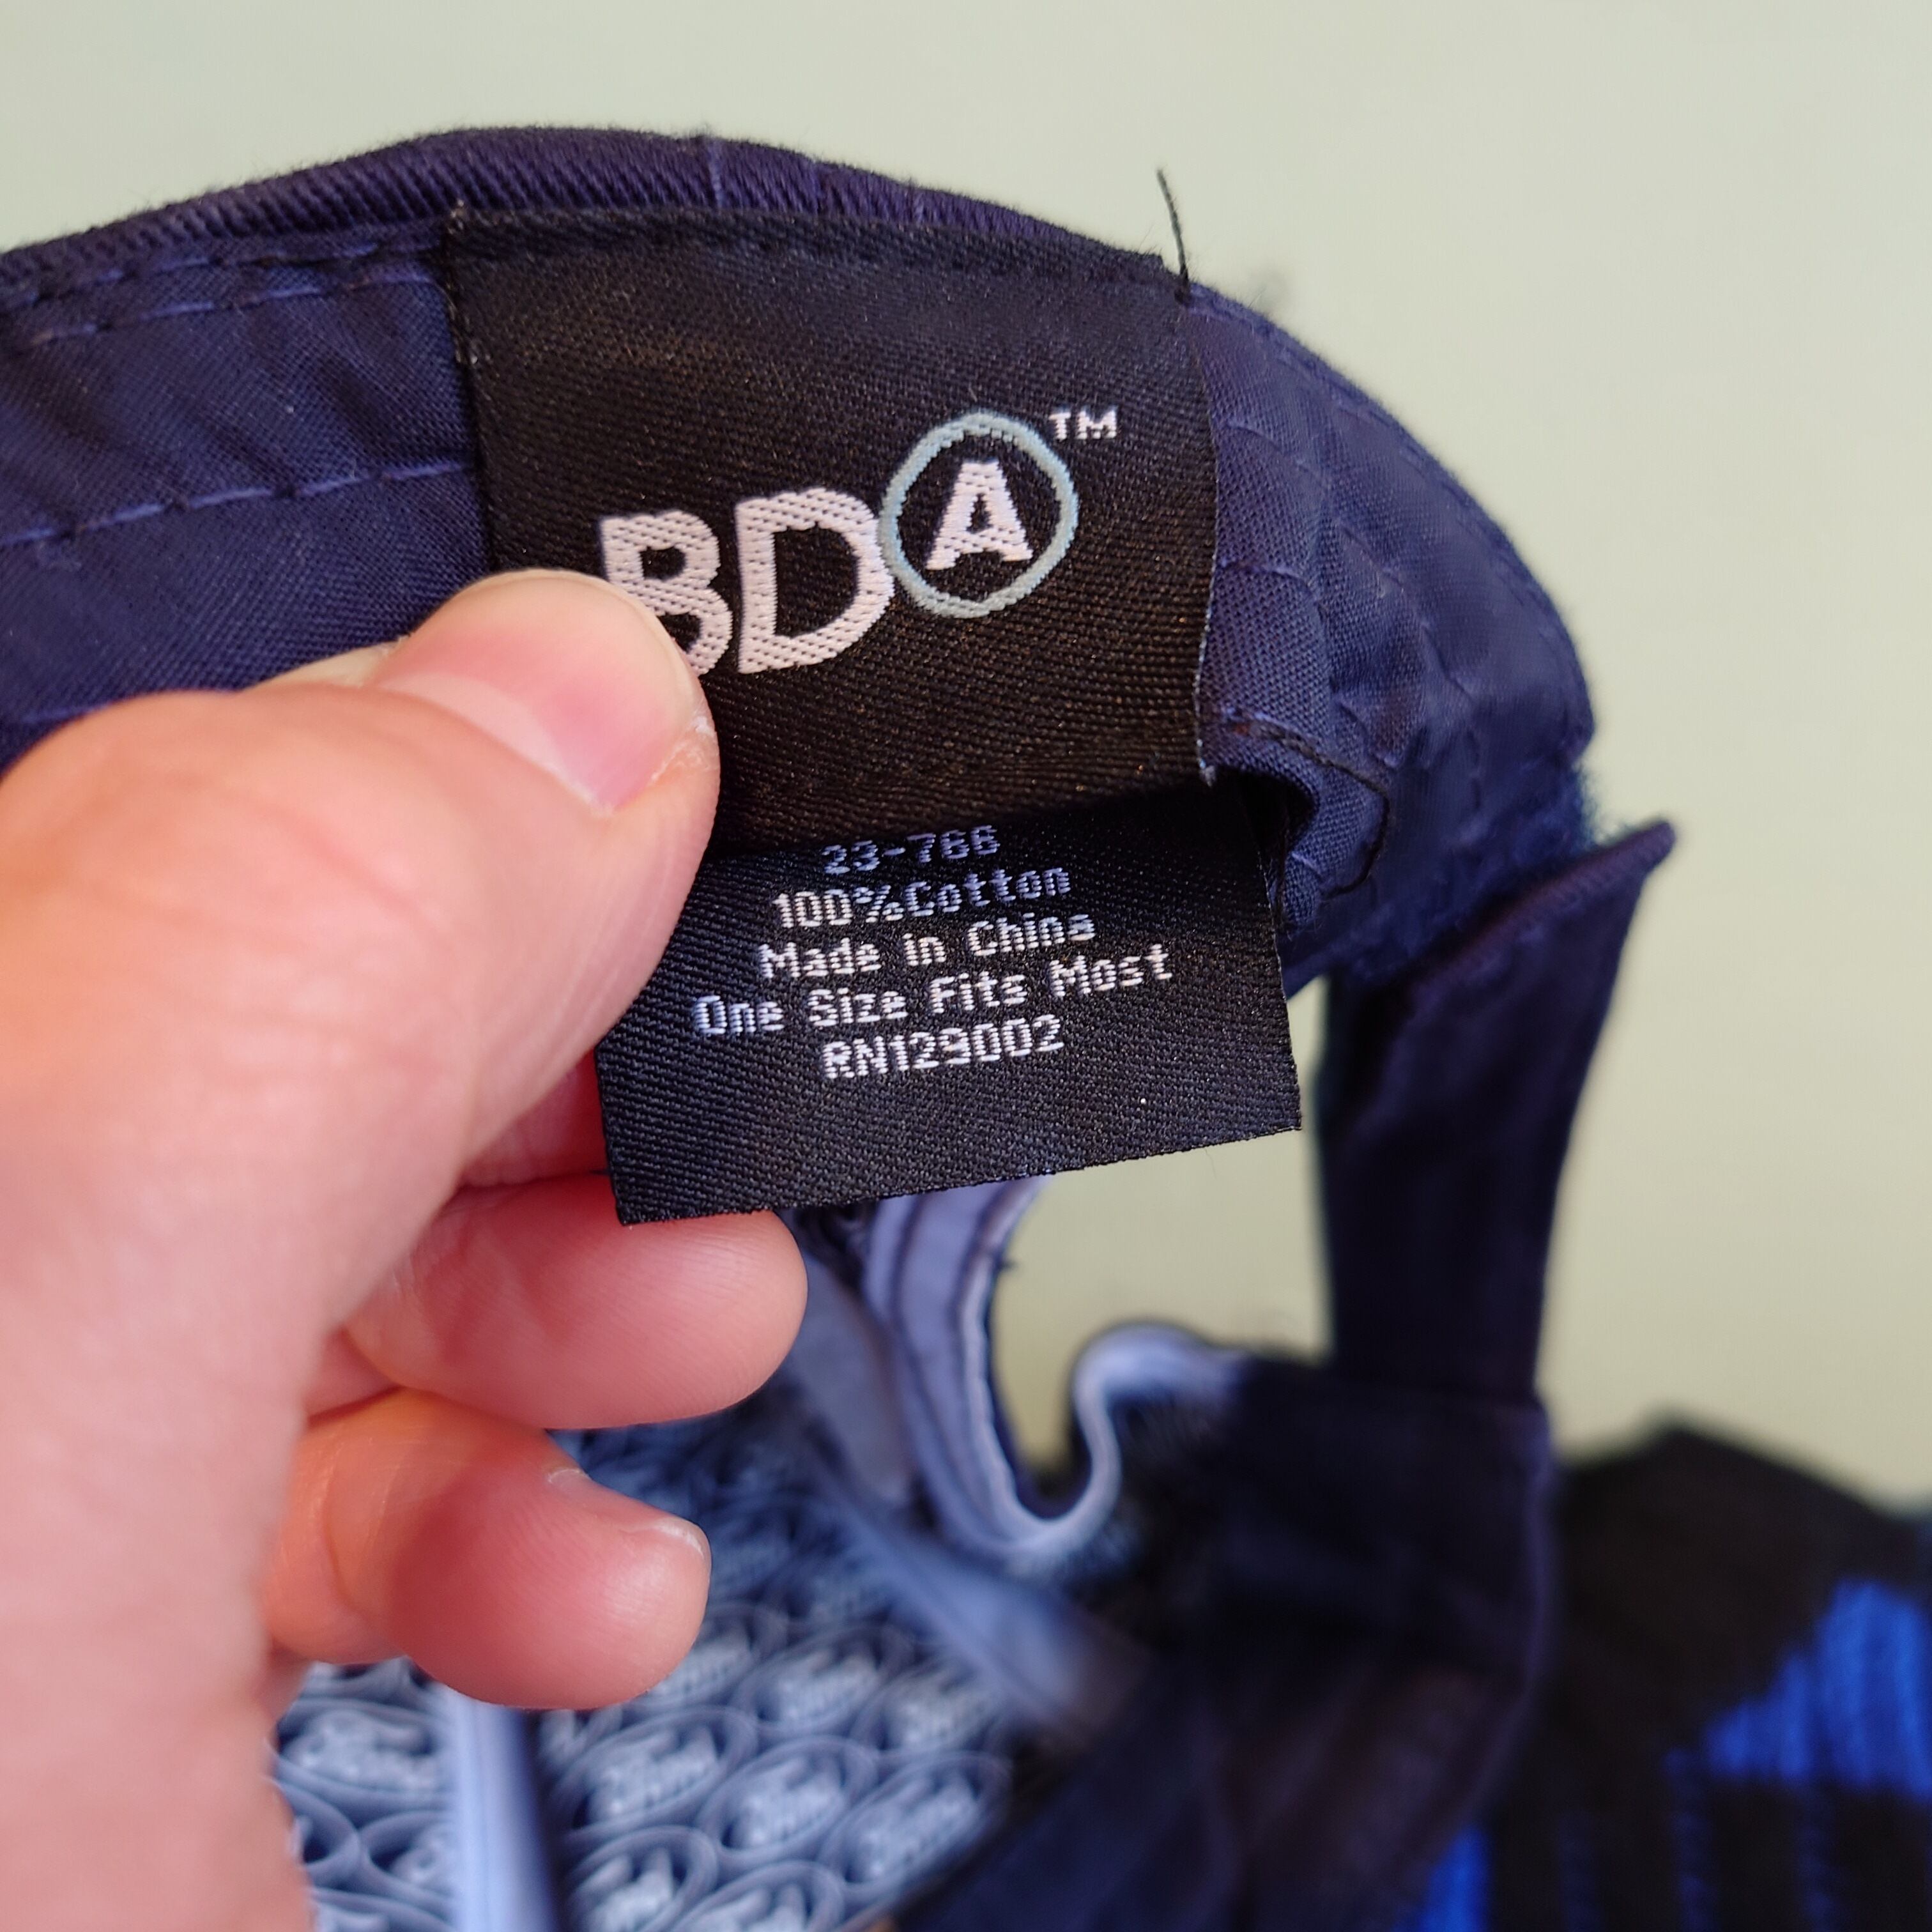 BDA™
23-766
100%Cotton
Made in China
One Size Fits Most
RN129002